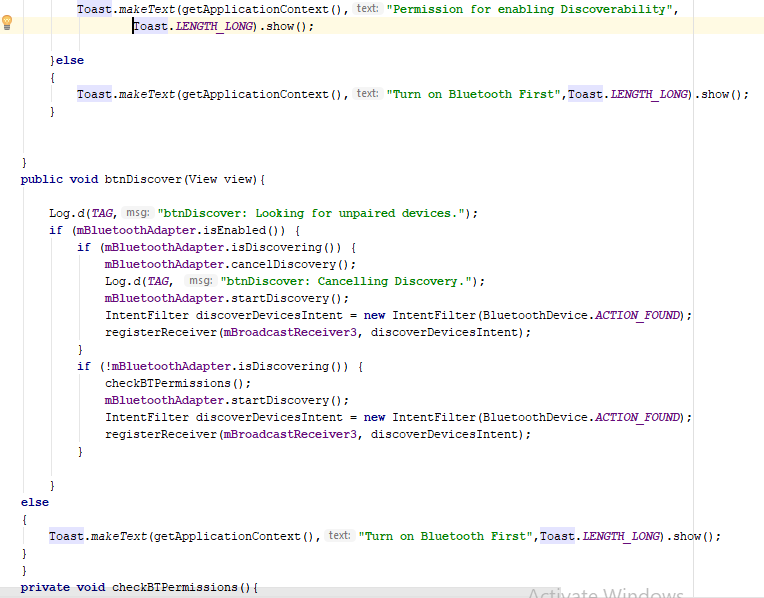 Toast.makeText(getApplicationContext(), text: "Permission for enabling Discoverability",
Toast.LENGTH_LONG).show();
}else
{
Toast.makeText(getApplicationContext(), text: "Turn on Bluetooth First",Toast.LENGTH_LONG).show();
}
}
public void btnDiscover(View view){
Log.d(TAG, msg: "btnDiscover: Looking for unpaired devices.");
if (mBluetoothAdapter.isEnabled()) {
if (mBluetoothAdapter.isDiscovering()) {
mBluetoothAdapter.cancelDiscovery();
Log.d(TAG, msg: "btnDiscover: Cancelling Discovery.");
mBluetoothAdapter.startDiscovery();
IntentFilter discoverDevicesIntent = new IntentFilter(BluetoothDevice.ACTION_FOUND);
registerReceiver(mBroadcastReceiver3, discoverDevicesIntent);
}
if (!mBluetoothAdapter.isDiscovering()) {
checkBTPermissions();
mBluetoothAdapter.startDiscovery();
IntentFilter discoverDevicesIntent = new IntentFilter(BluetoothDevice.ACTION_FOUND);
registerReceiver(mBroadcastReceiver3, discoverDevicesIntent);
}
}
else
{
Toast.makeText(getApplicationContext(), text: "Turn on Bluetooth First",Toast.LENGTH_LONG).show();
}
}
private void checkBTPermissions(){
Activate Windows